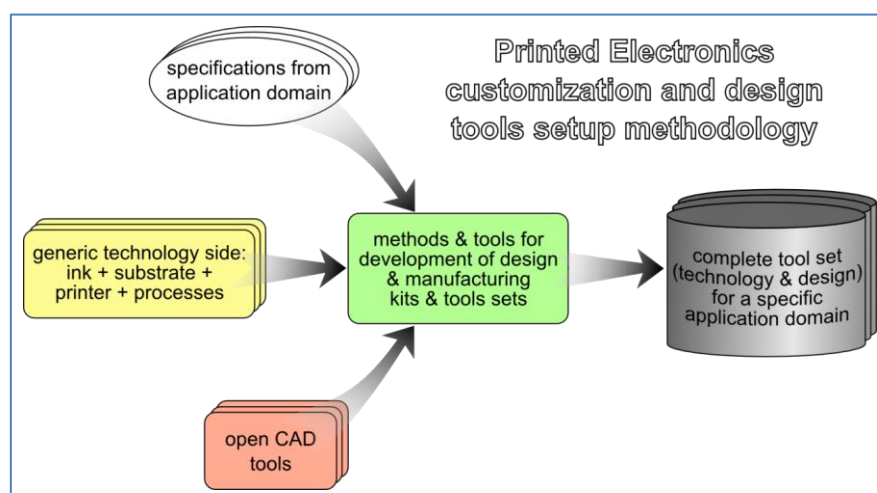 Printed Electronics
customization and design
tools setup methodology
specifications from
application domain
generic technology side:
ink + substrate +
printer + processes
methods & tools for
development of design
& manufacturing
kits & tools sets
complete tool set
(technology & design)
for a specific
application domain
open CAD
tools